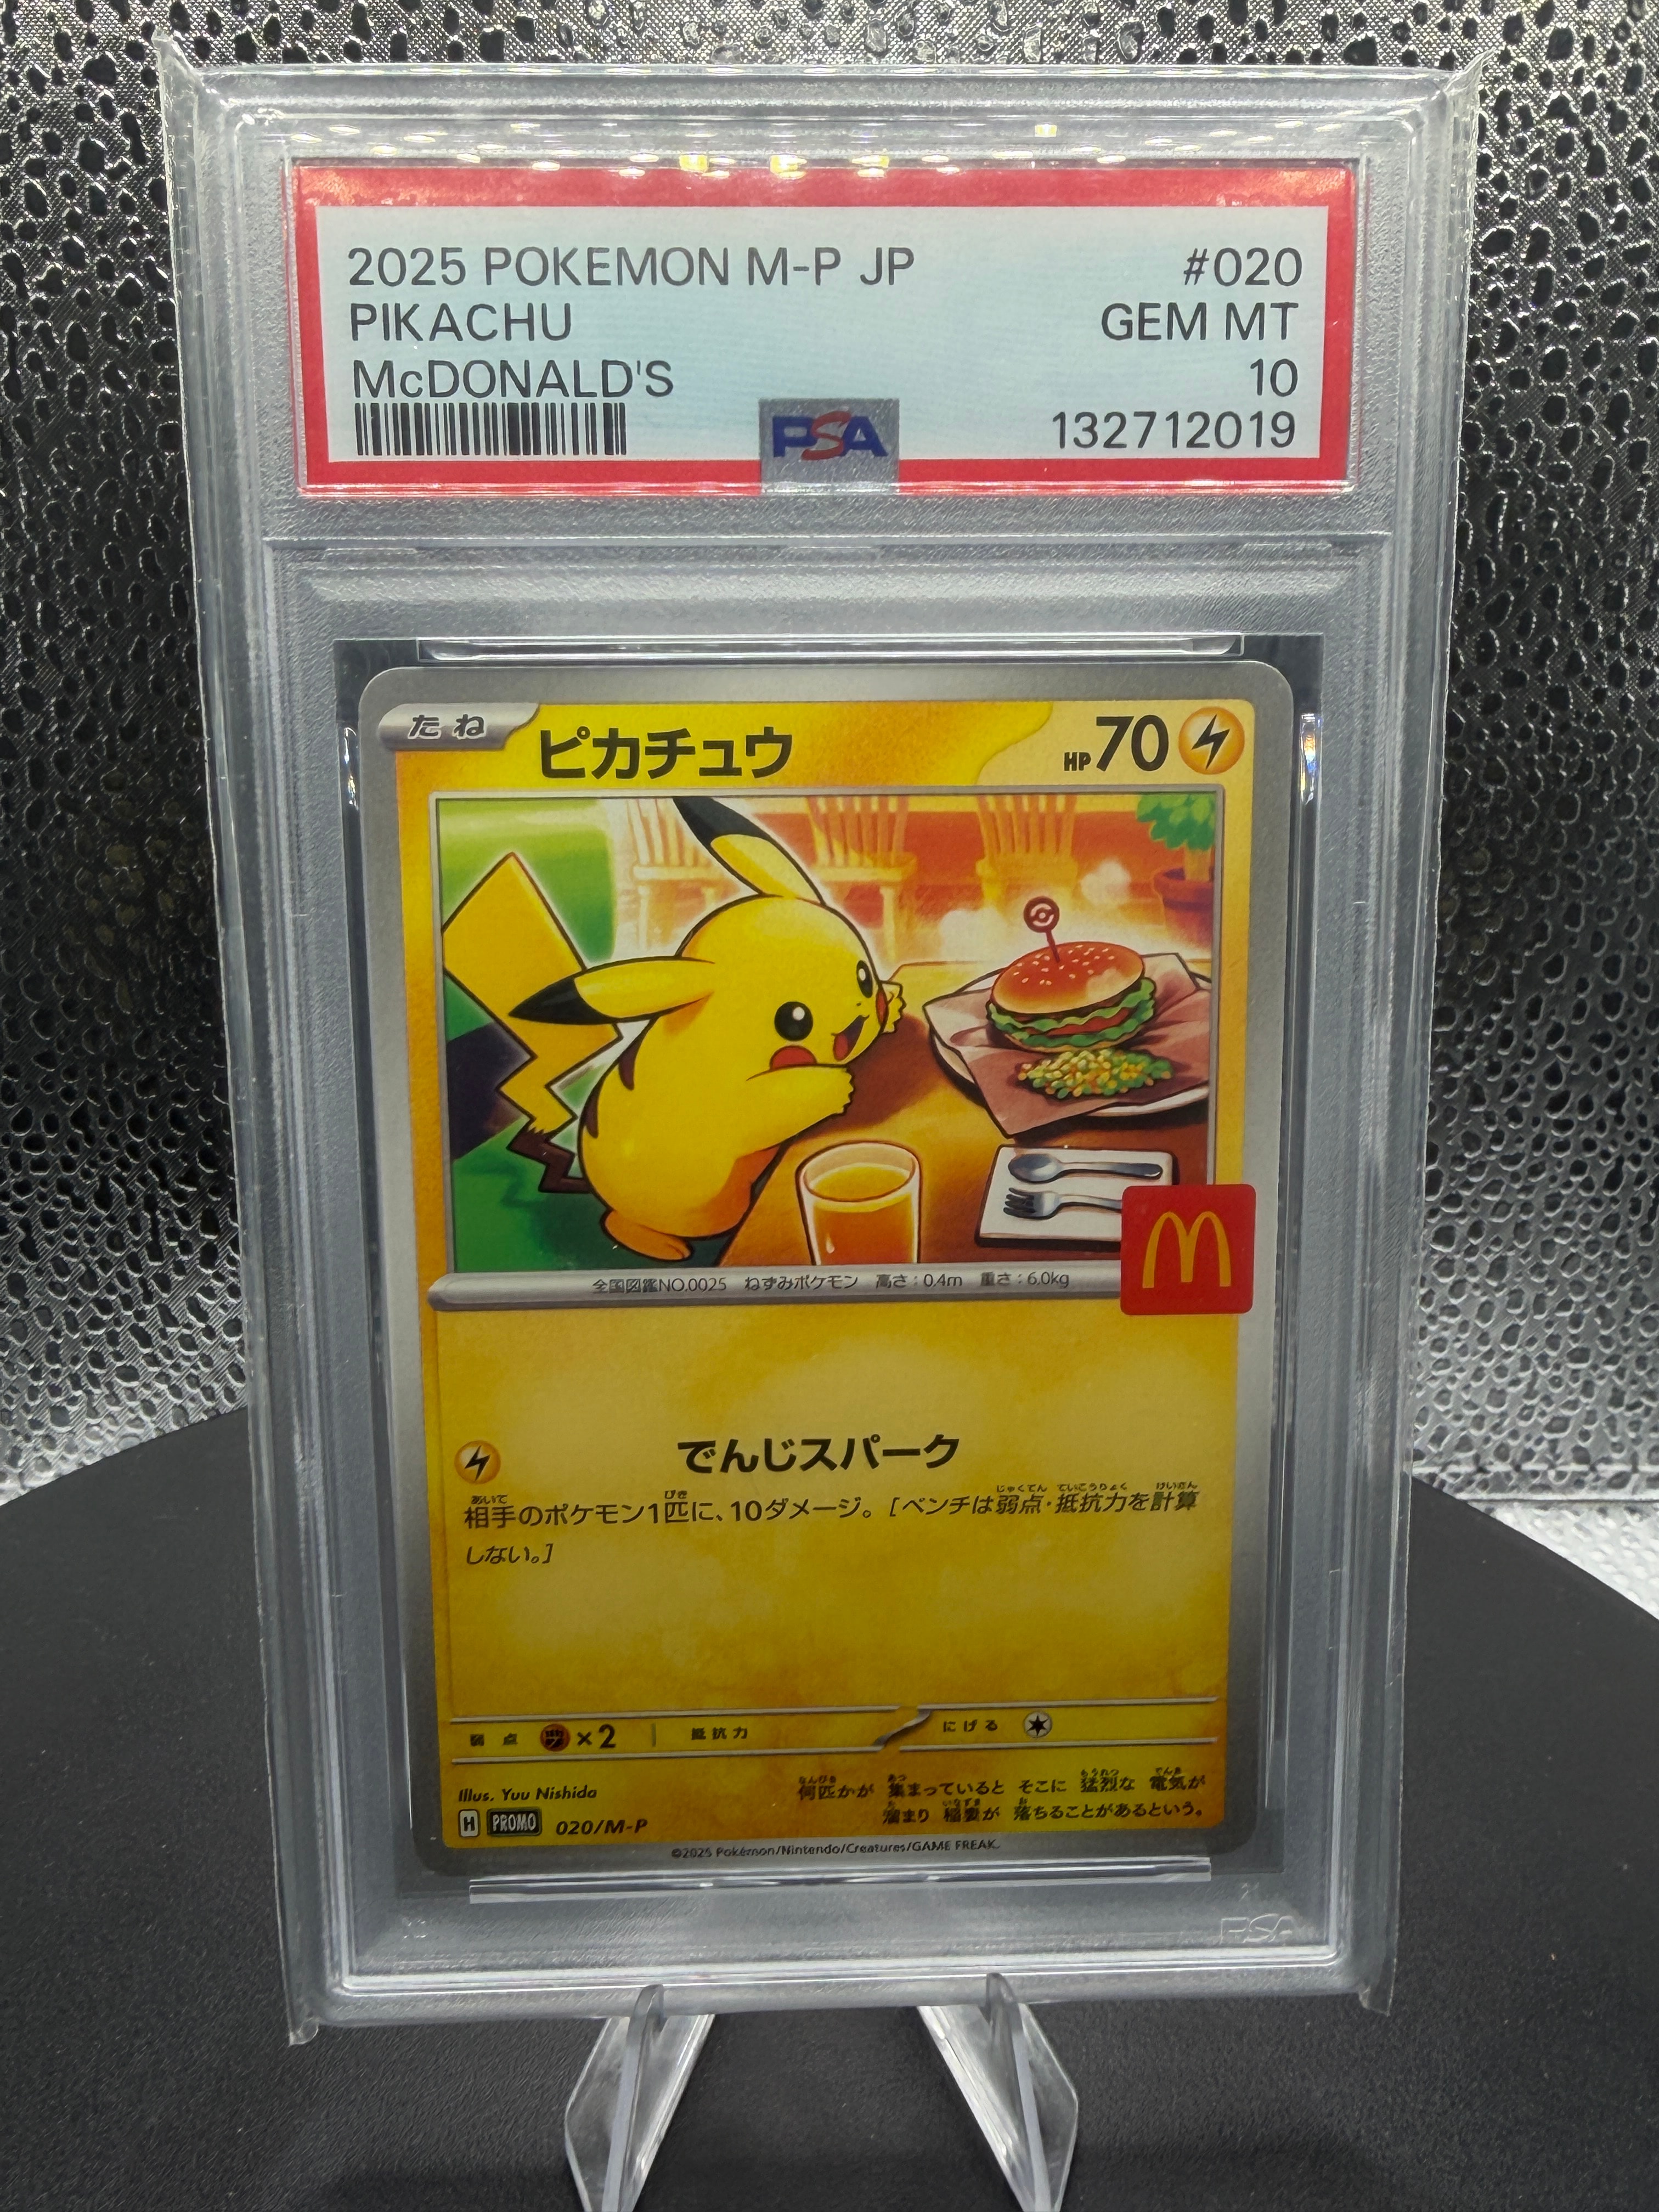 2025 POKEMON M-P JP #020
PIKACHU GEM MT
McDONALD'S 10
PSA 132712019
たね ピカチュウ HP70
全国図鑑NO.0025 ねずみポケモン 高さ:0.4m 重さ:6.0kg
でんじスパーク
相手のポケモン1匹に、10ダメージ。[ベンチは弱点・抵抗力を計算
しない。]
弱点 ×2 抵抗力 にげる
Illus. Yuu Nishida
何匹かが 集まっていると そこに 猛烈な 電気が
溜まり 稲妻が 落ちることがあるという。
H PROMO 020/M-P
©2025 Pokémon/Nintendo/Creatures/GAME FREAK.
PSA